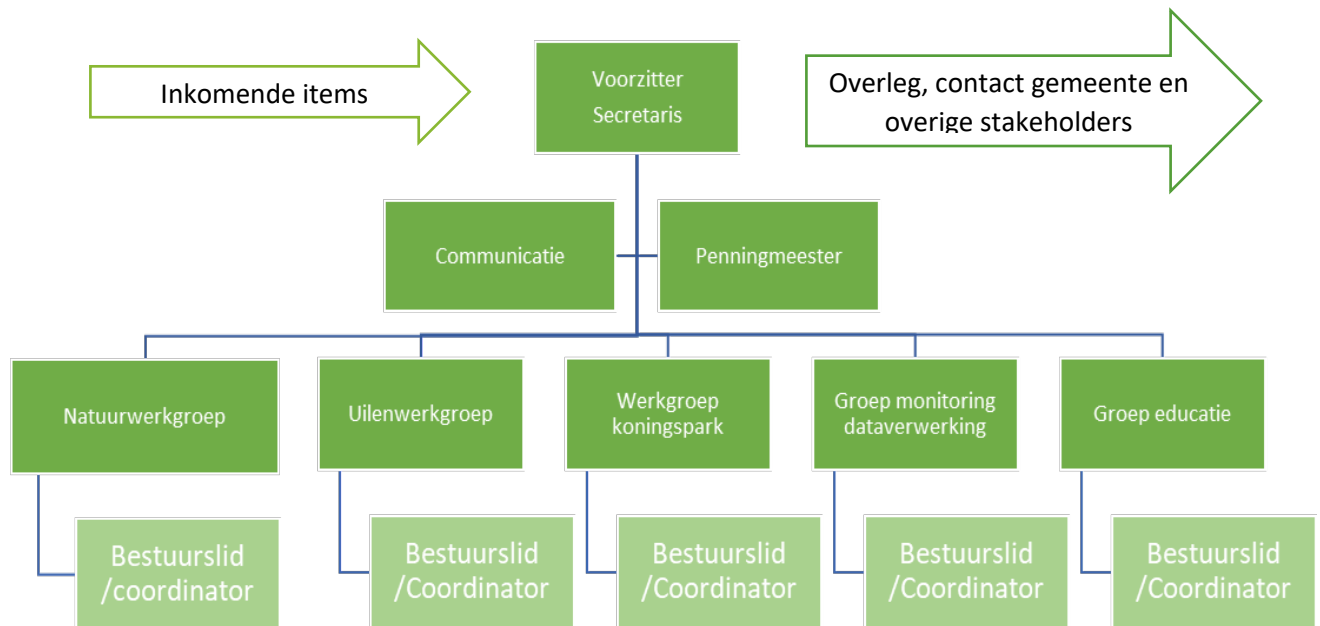 Inkomende items
Voorzitter
Secretaris
Overleg, contact gemeente en
overige stakeholders
Communicatie
Penningmeester
Natuurwerkgroep
Uilenwerkgroep
Werkgroep
koningspark
Groep monitoring
dataverwerking
Groep educatie
Bestuurslid
/coordinator
Bestuurslid
/Coordinator
Bestuurslid
/Coordinator
Bestuurslid
/Coordinator
Bestuurslid
/Coordinator